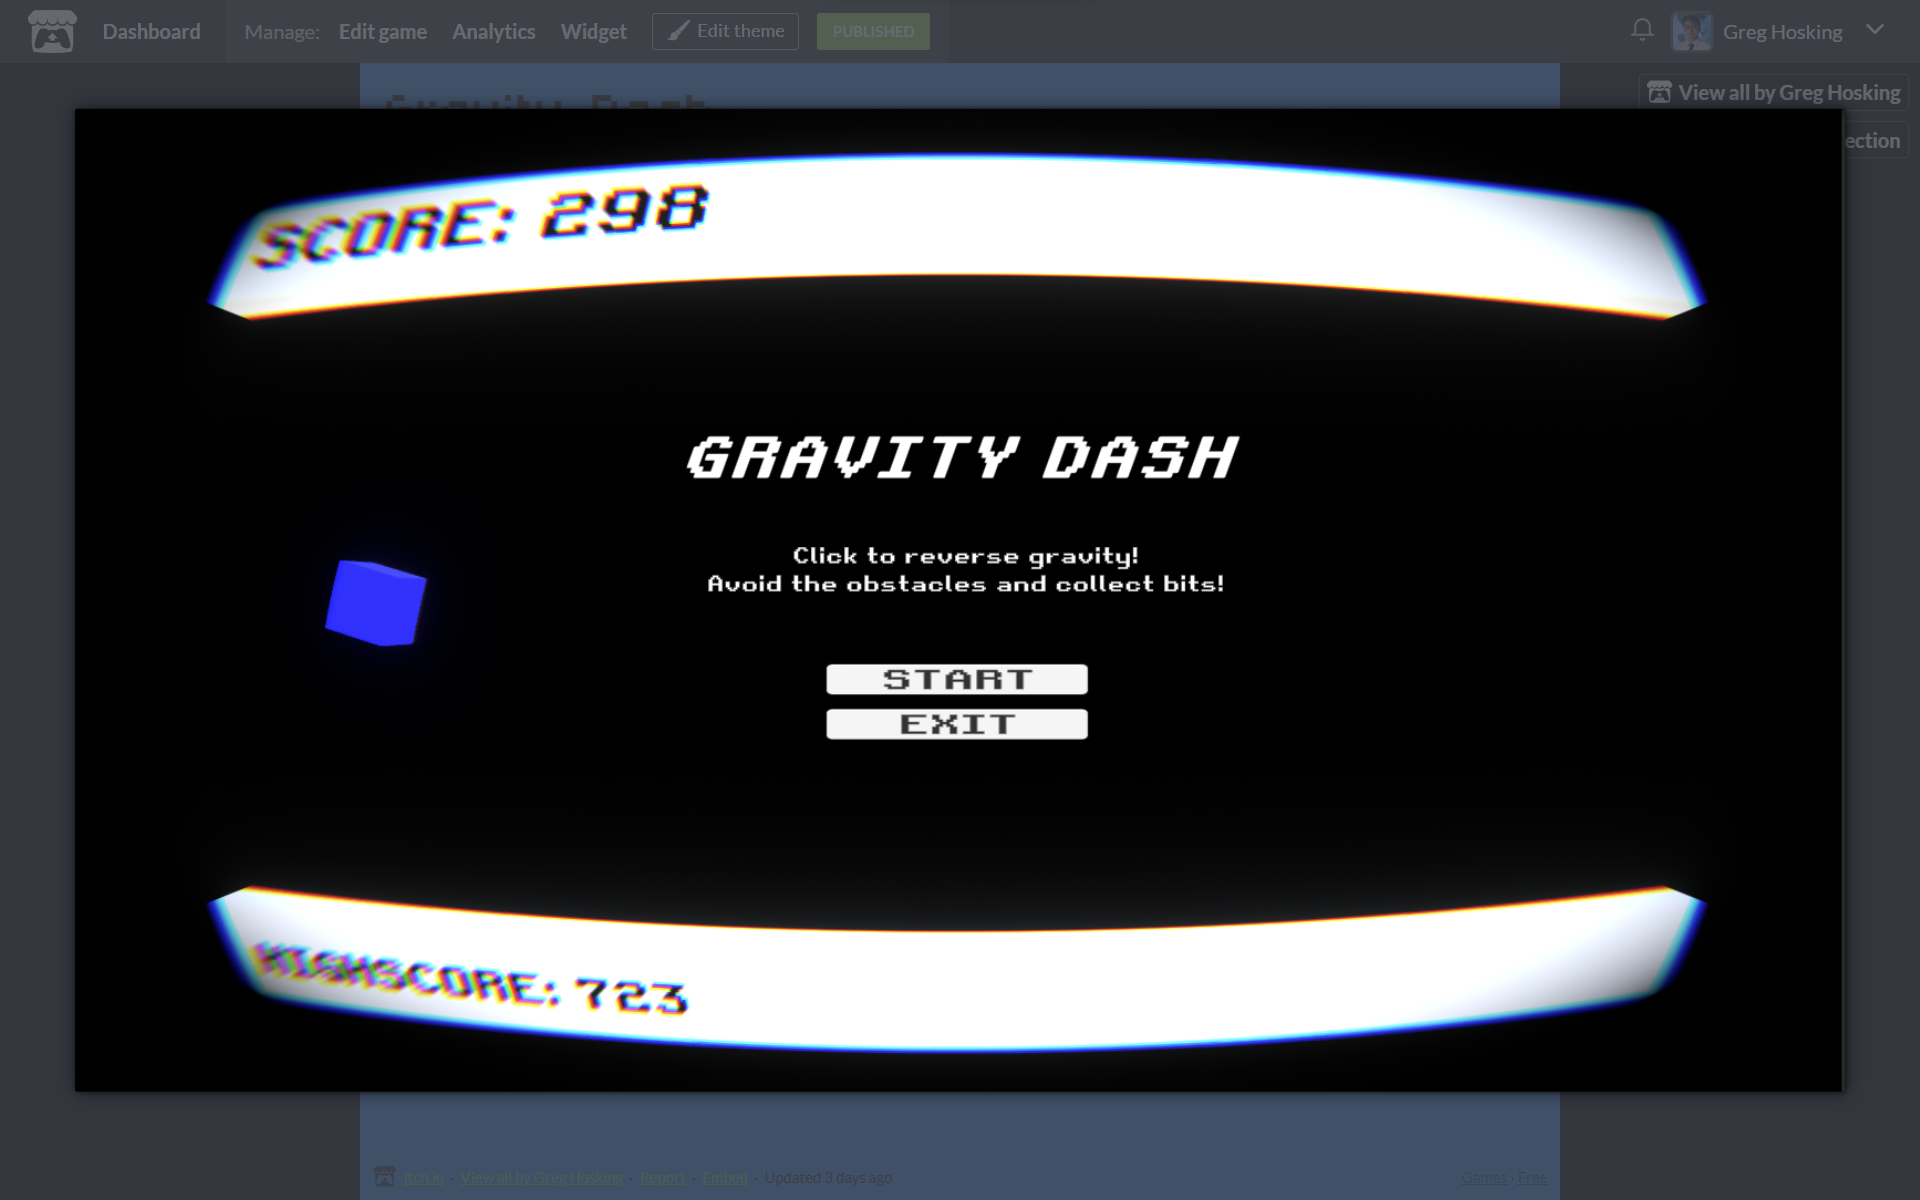 Dashboard
Manage: Edit game Analytics Widget Edit theme PUBLISHED
Greg Hosking
Gravity Dash
View all by Greg Hosking
ection
SCORE: 298
GRAVITY DASH
Click to reverse gravity!
Avoid the obstacles and collect bits!
START
EXIT
HIGHSCORE: 723
itch.io · View all by Greg Hosking · Report · Embed · Updated 3 days ago
Games › Free